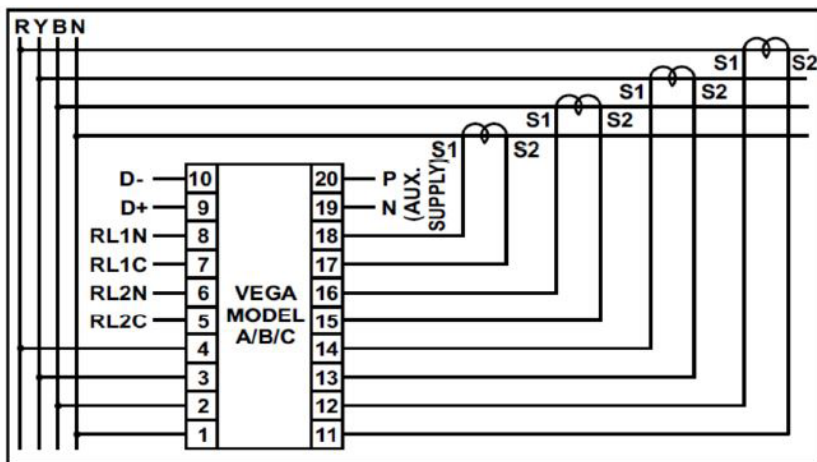 R Y B N
S1 S2
S1 S2
S1 S2
S1 S2
D- 10 20 P
D+ 9 19 N
(AUX. SUPPLY)
RL1N 8 18
RL1C 7 17
RL2N 6 16
RL2C 5 15
4 14
3 13
2 12
1 11
VEGA
MODEL
A/B/C